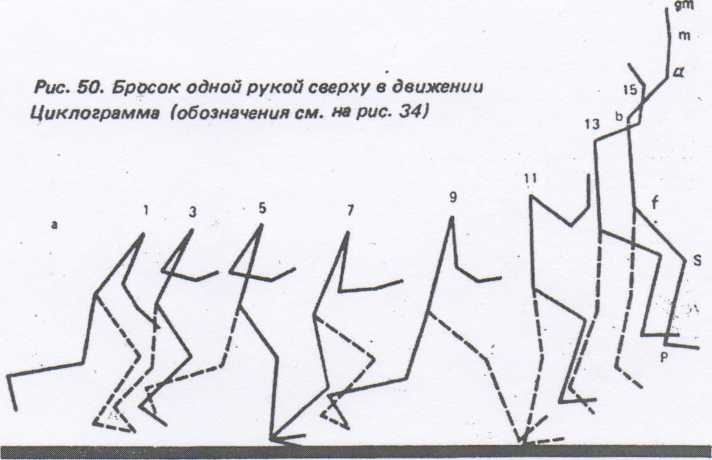 gm
m
Рис. 50. Бросок одной рукой сверху в движении
α
15
Циклограмма (обозначения см. на рис. 34)
b
13
11
9
f
а
1
3
5
7
S
P